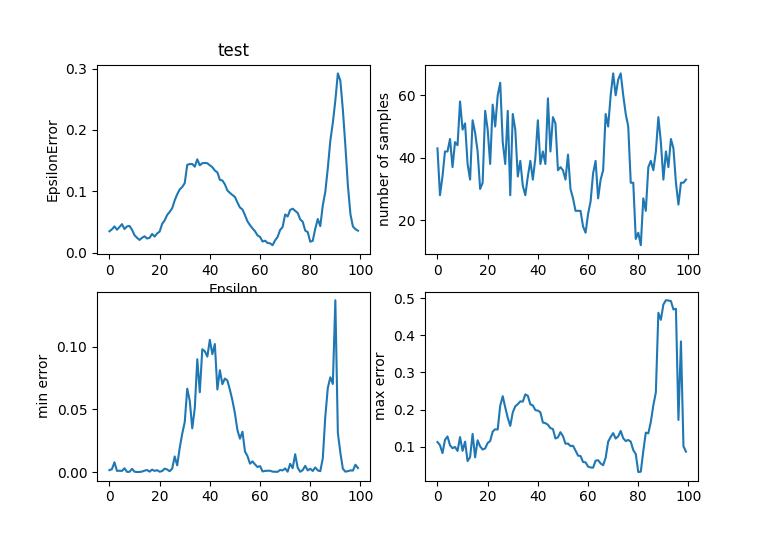 test
0.3
0.2
0.1
0.0
EpsilonError
0 20 40 60 80 100
Epsilon
60
40
20
number of samples
0 20 40 60 80 100
0.10
0.05
0.00
min error
0 20 40 60 80 100
0.5
0.4
0.3
0.2
0.1
max error
0 20 40 60 80 100